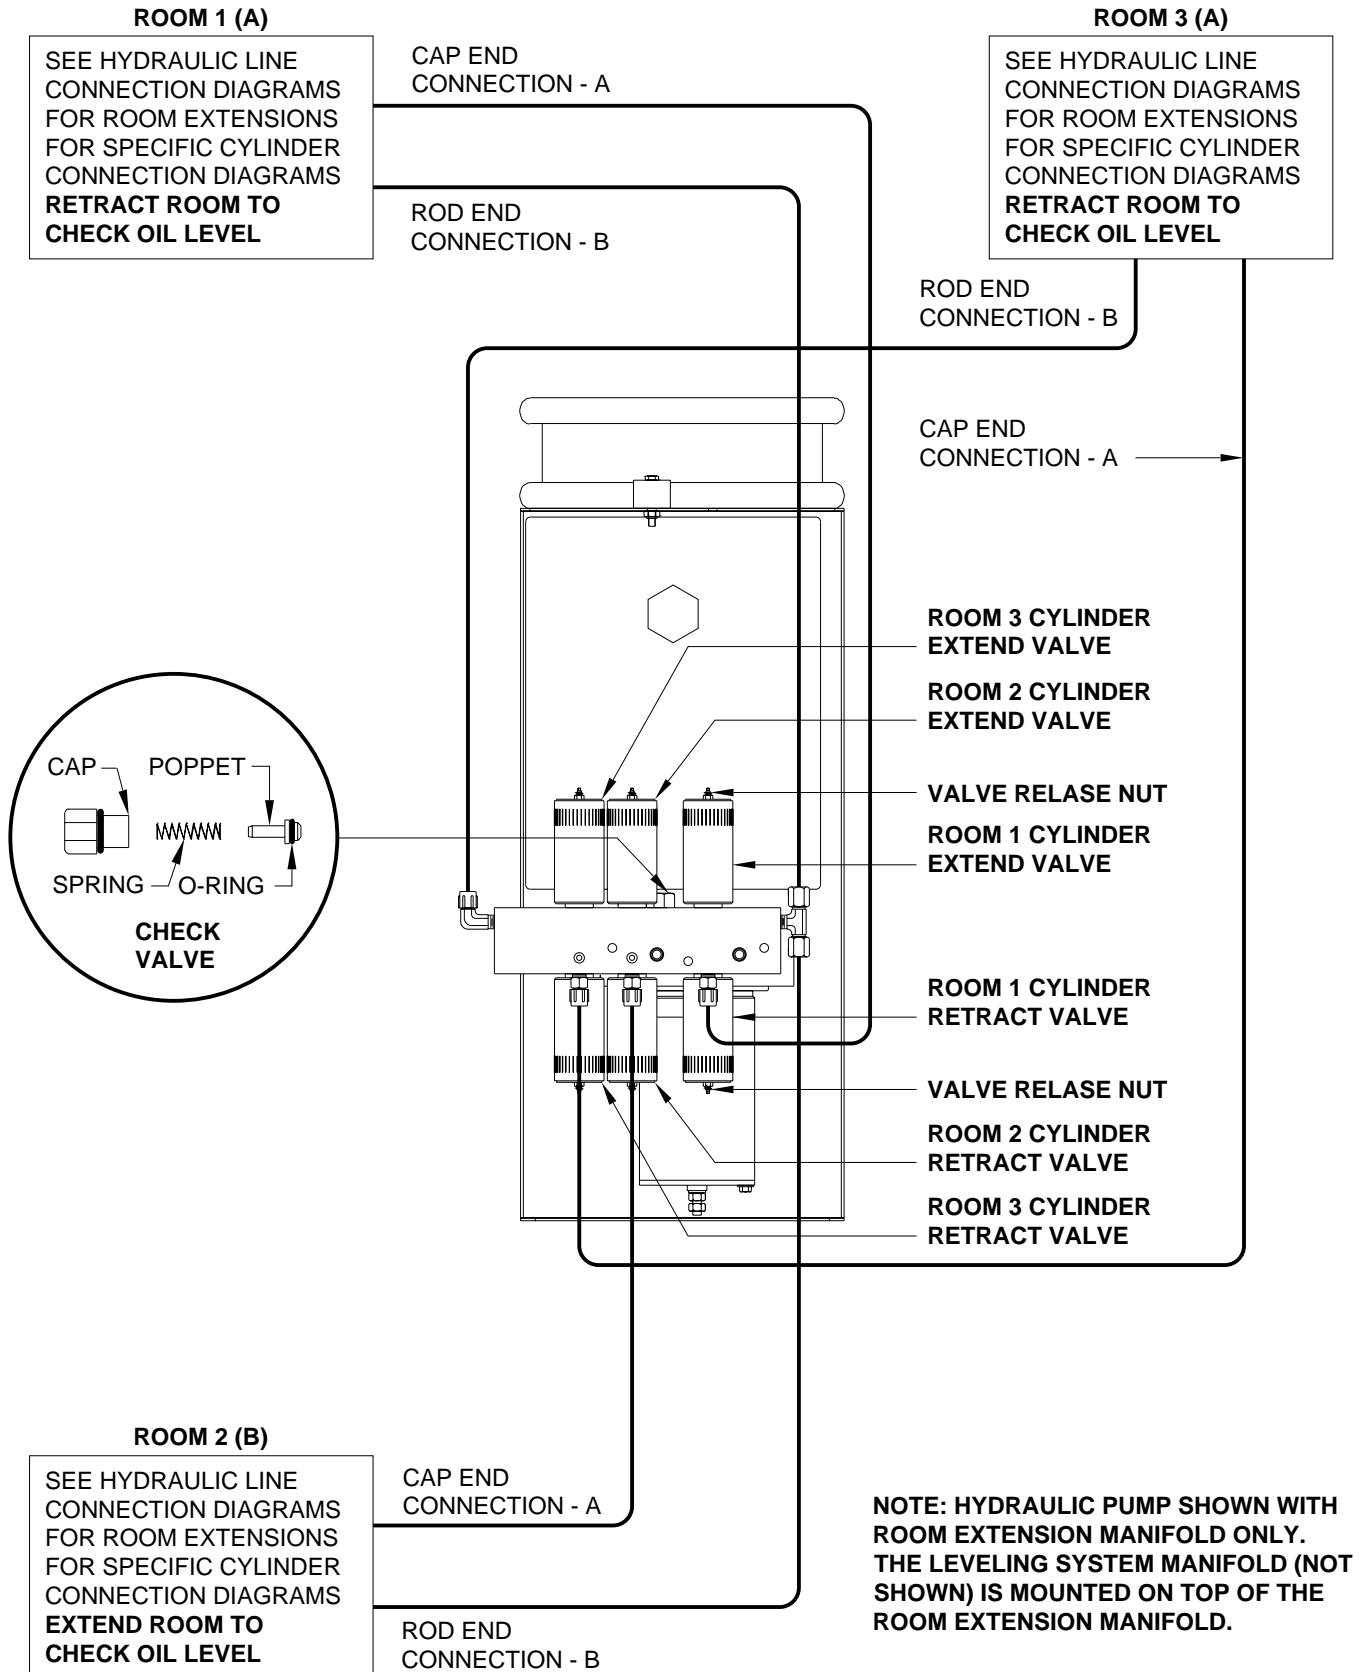 ROOM 1 (A)
SEE HYDRAULIC LINE
CONNECTION DIAGRAMS
FOR ROOM EXTENSIONS
FOR SPECIFIC CYLINDER
CONNECTION DIAGRAMS
RETRACT ROOM TO
CHECK OIL LEVEL
CAP END
CONNECTION - A
ROD END
CONNECTION - B
ROOM 3 (A)
SEE HYDRAULIC LINE
CONNECTION DIAGRAMS
FOR ROOM EXTENSIONS
FOR SPECIFIC CYLINDER
CONNECTION DIAGRAMS
RETRACT ROOM TO
CHECK OIL LEVEL
ROD END
CONNECTION - B
CAP END
CONNECTION - A
ROOM 3 CYLINDER
EXTEND VALVE
ROOM 2 CYLINDER
EXTEND VALVE
VALVE RELASE NUT
ROOM 1 CYLINDER
EXTEND VALVE
CAP
POPPET
SPRING
O-RING
CHECK
VALVE
ROOM 1 CYLINDER
RETRACT VALVE
VALVE RELASE NUT
ROOM 2 CYLINDER
RETRACT VALVE
ROOM 3 CYLINDER
RETRACT VALVE
ROOM 2 (B)
SEE HYDRAULIC LINE
CONNECTION DIAGRAMS
FOR ROOM EXTENSIONS
FOR SPECIFIC CYLINDER
CONNECTION DIAGRAMS
EXTEND ROOM TO
CHECK OIL LEVEL
CAP END
CONNECTION - A
ROD END
CONNECTION - B
NOTE: HYDRAULIC PUMP SHOWN WITH
ROOM EXTENSION MANIFOLD ONLY.
THE LEVELING SYSTEM MANIFOLD (NOT
SHOWN) IS MOUNTED ON TOP OF THE
ROOM EXTENSION MANIFOLD.